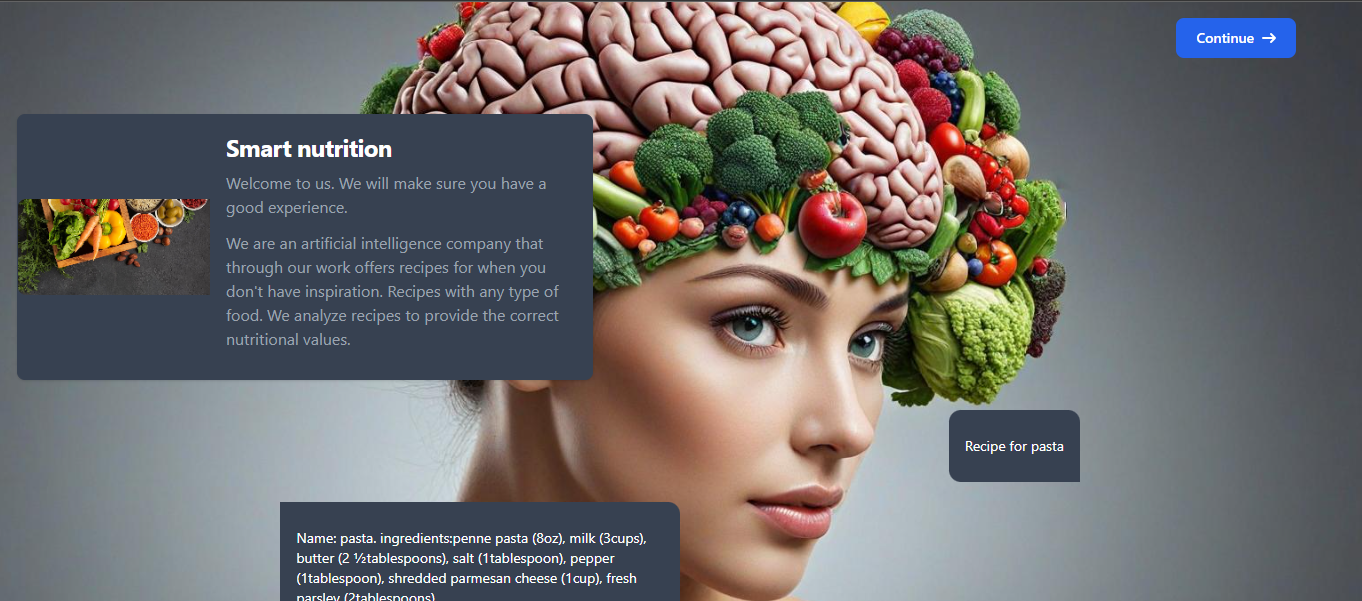 Continue →
Smart nutrition
Welcome to us. We will make sure you have a
good experience.
We are an artificial intelligence company that
through our work offers recipes for when you
don't have inspiration. Recipes with any type of
food. We analyze recipes to provide the correct
nutritional values.
Recipe for pasta
Name: pasta. ingredients:penne pasta (8oz), milk (3cups),
butter (2 ½tablespoons), salt (1tablespoon), pepper
(1tablespoon), shredded parmesan cheese (1cup), fresh
parsley (2tablespoons)